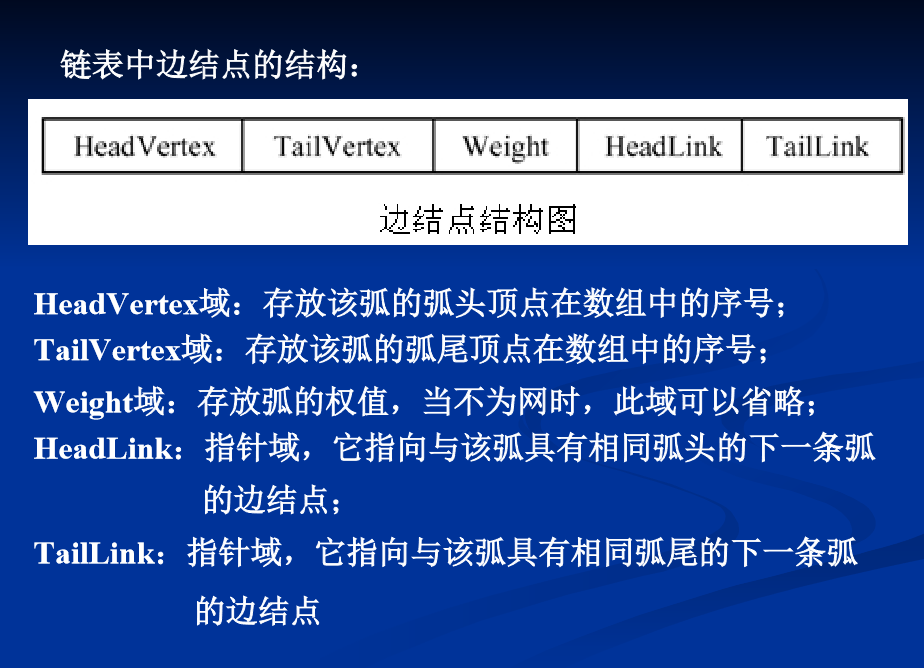 链表中边结点的结构：
HeadVertex TailVertex Weight HeadLink TailLink
边结点结构图
HeadVertex域：存放该弧的弧头顶点在数组中的序号；
TailVertex域：存放该弧的弧尾顶点在数组中的序号；
Weight域：存放弧的权值，当不为网时，此域可以省略；
HeadLink：指针域，它指向与该弧具有相同弧头的下一条弧
的边结点；
TailLink：指针域，它指向与该弧具有相同弧尾的下一条弧
的边结点